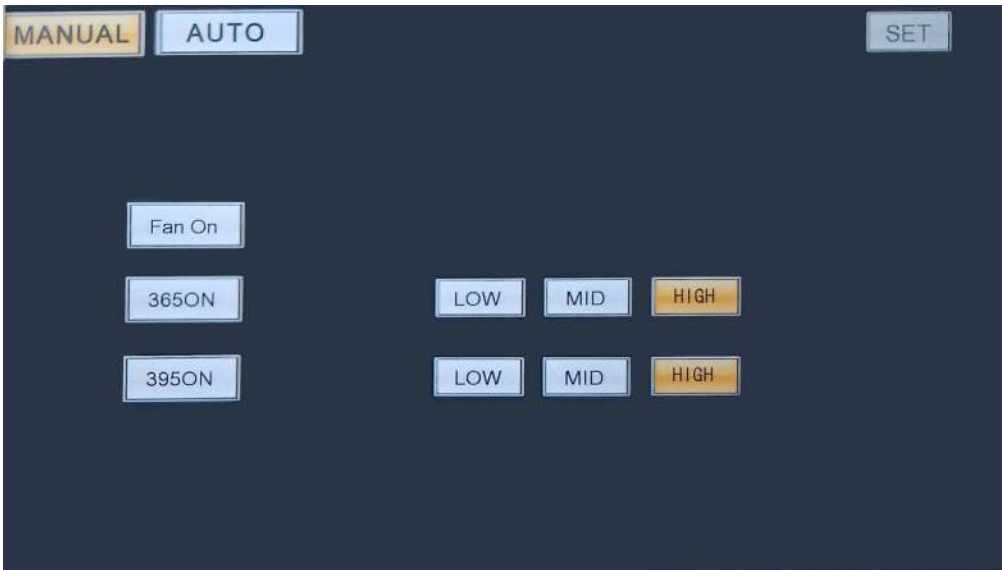 MANUAL AUTO SET
Fan On
365ON LOW MID HIGH
395ON LOW MID HIGH